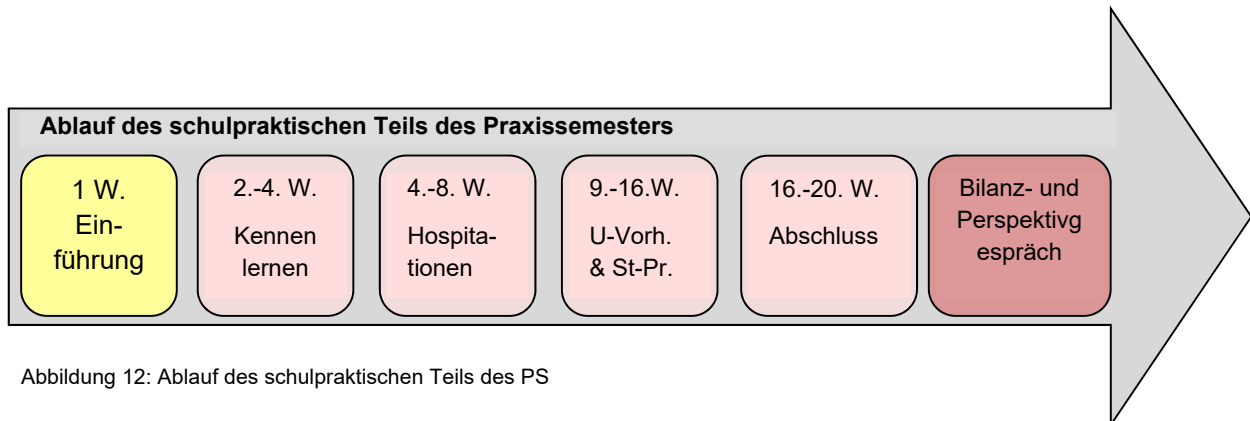 Ablauf des schulpraktischen Teils des Praxissemesters
1 W.
Ein-
führung
2.-4. W.
Kennen
lernen
4.-8. W.
Hospita-
tionen
9.-16.W.
U-Vorh.
& St-Pr.
16.-20. W.
Abschluss
Bilanz- und
Perspektivg
espräch
Abbildung 12: Ablauf des schulpraktischen Teils des PS